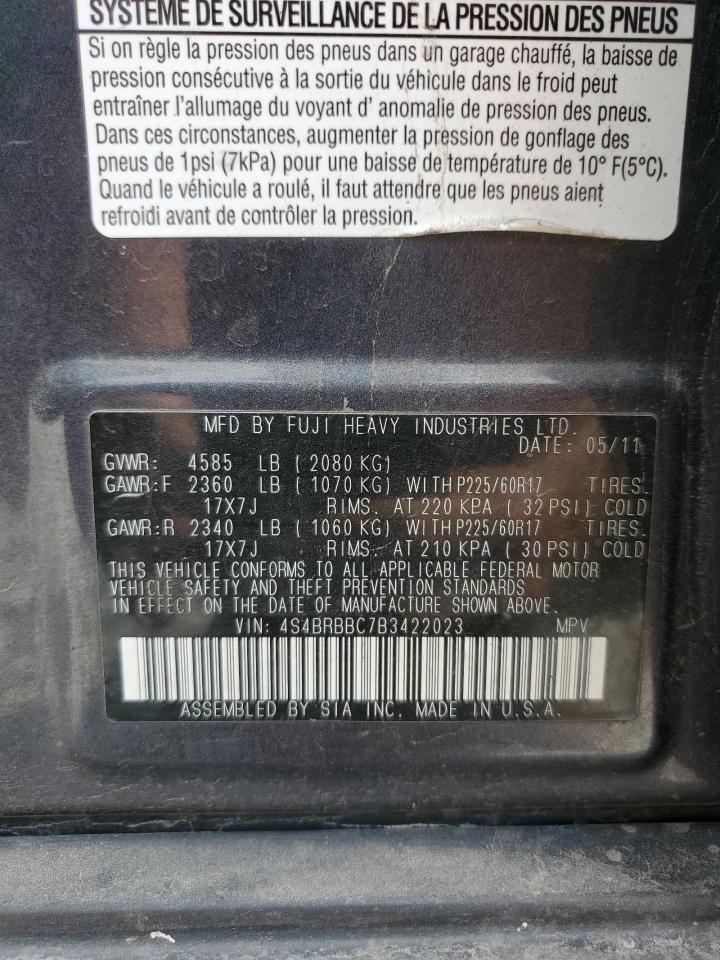 SYSTÈME DE SURVEILLANCE DE LA PRESSION DES PNEUS
Si on règle la pression des pneus dans un garage chauffé, la baisse de
pression consécutive à la sortie du véhicule dans le froid peut
entraîner l'allumage du voyant d' anomalie de pression des pneus.
Dans ces circonstances, augmenter la pression de gonflage des
pneus de 1psi (7kPa) pour une baisse de température de 10° F(5°C).
Quand le véhicule a roulé, il faut attendre que les pneus aient
refroidi avant de contrôler la pression.
MFD BY FUJI HEAVY INDUSTRIES LTD.
DATE: 05/11
GVWR: 4585 LB ( 2080 KG)
GAWR:F 2360 LB ( 1070 KG) WITH P225/60R17 TIRES.
17X7J RIMS. AT 220 KPA ( 32 PSI) COLD
GAWR:R 2340 LB ( 1060 KG) WITH P225/60R17 TIRES.
17X7J RIMS. AT 210 KPA ( 30 PSI) COLD
THIS VEHICLE CONFORMS TO ALL APPLICABLE FEDERAL MOTOR
VEHICLE SAFETY AND THEFT PREVENTION STANDARDS
IN EFFECT ON THE DATE OF MANUFACTURE SHOWN ABOVE.
VIN: 4S4BRBBC7B3422023 MPV
ASSEMBLED BY SIA INC. MADE IN U.S.A.